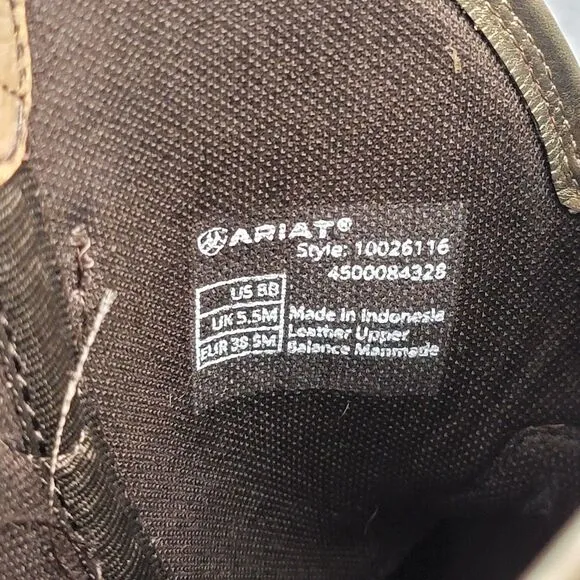 ARIAT®
Style: 10026116
4500084328
US 8B
UK 5.5M
EUR 38.5M
Made in Indonesia
Leather Upper
Balance Manmade